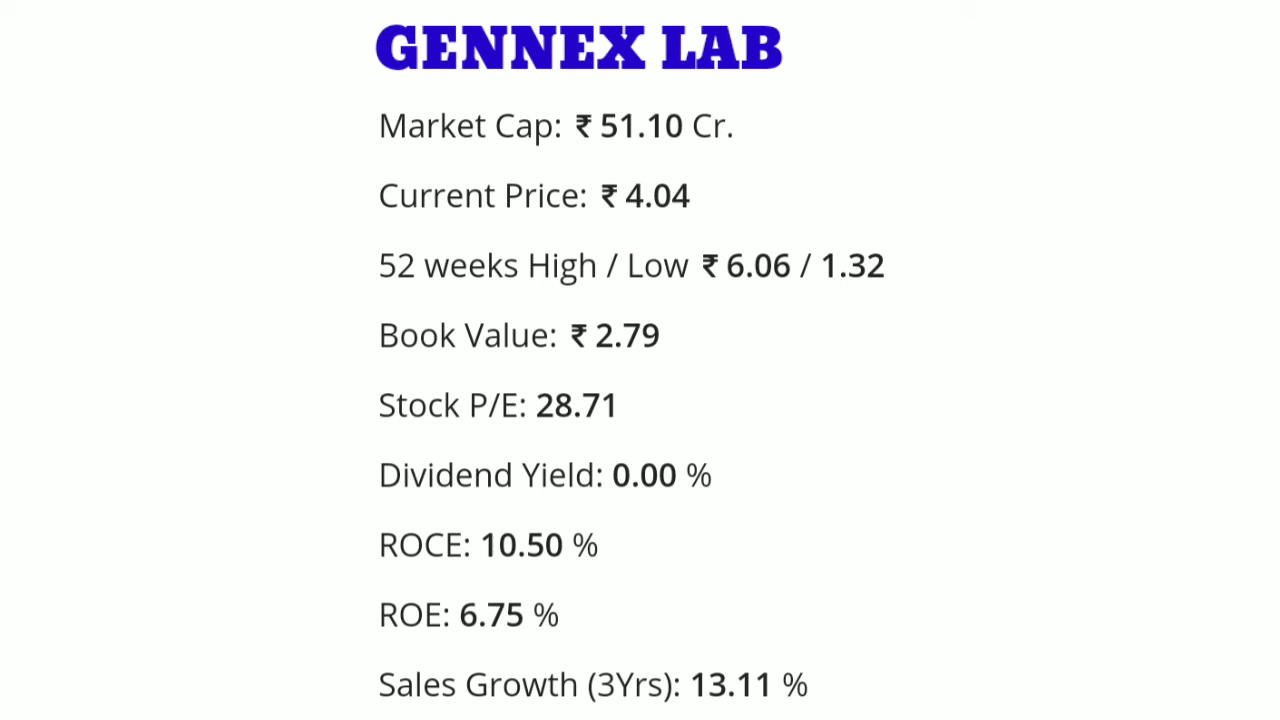 GENNEX LAB
Market Cap: ₹ 51.10 Cr.
Current Price: ₹ 4.04
52 weeks High / Low ₹ 6.06 / 1.32
Book Value: ₹ 2.79
Stock P/E: 28.71
Dividend Yield: 0.00 %
ROCE: 10.50 %
ROE: 6.75 %
Sales Growth (3Yrs): 13.11 %